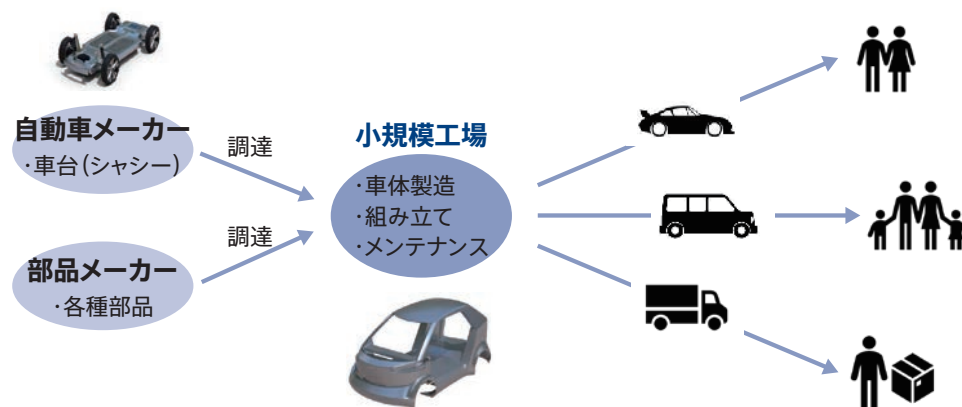 自動車メーカー
・車台(シャシー)
調達
部品メーカー
・各種部品
調達
小規模工場
・車体製造
・組み立て
・メンテナンス